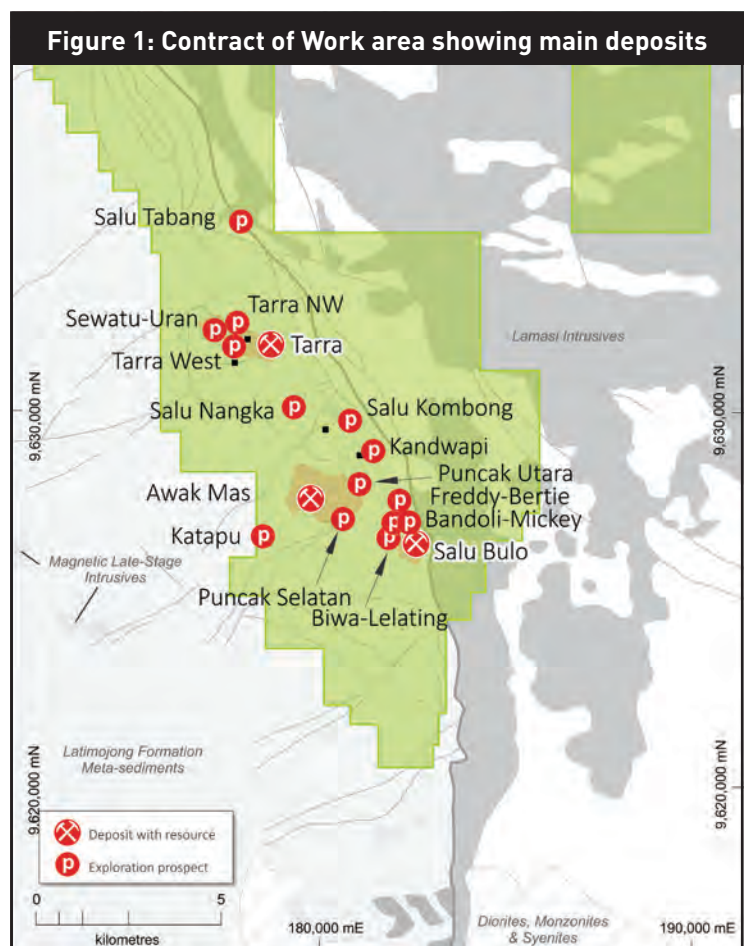 Figure 1: Contract of Work area showing main deposits
Salu Tabang
p
Tarra NW
p
Sewatu-Uran
p
Tarra
Tarra West
p
Lamasi Intrusives
9,630,000 mN
9,630,000 mN
Salu Nangka
p
p
Salu Kombong
p
Kandwapi
Puncak Utara
p
Awak Mas
Freddy-Bertie
p
Bandoli-Mickey
p
p
p
Katapu
p
p
Salu Bulo
Magnetic Late-Stage
Intrusives
Puncak Selatan
Biwa-Lelating
Latimojong Formation
Meta-sediments
9,620,000 mN
9,620,000 mN
Deposit with resource
p
Exploration prospect
0
5
kilometres
180,000 mE
Diorites, Monzonites
& Syenites
190,000 mE